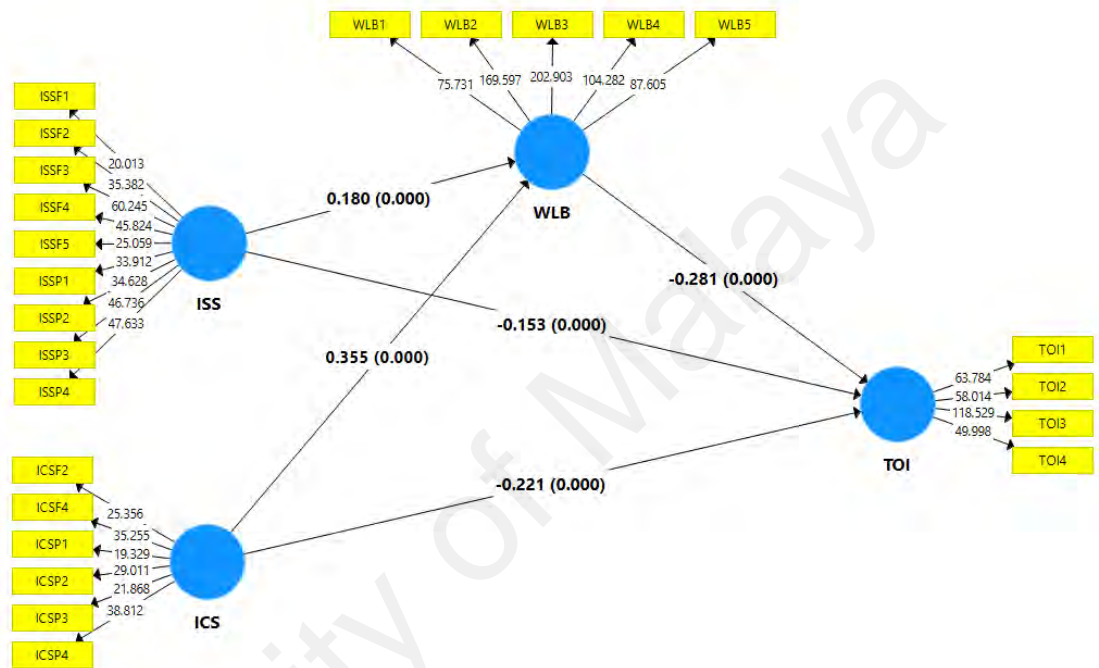 WLB1
WLB2
WLB3
WLB4
WLB5
75.731
169.597
202.903
104.282
87.605
WLB
ISSF1
ISSF2
ISSF3
ISSF4
ISSF5
ISSP1
ISSP2
ISSP3
ISSP4
20.013
35.382
60.245
45.824
25.059
33.912
34.628
46.736
47.633
ISS
0.180 (0.000)
-0.281 (0.000)
-0.153 (0.000)
0.355 (0.000)
-0.221 (0.000)
TOI1
TOI2
TOI3
TOI4
63.784
58.014
118.529
49.998
TOI
ICSF2
ICSF4
ICSP1
ICSP2
ICSP3
ICSP4
25.356
35.255
19.329
29.011
21.868
38.812
ICS
ity of Malaya